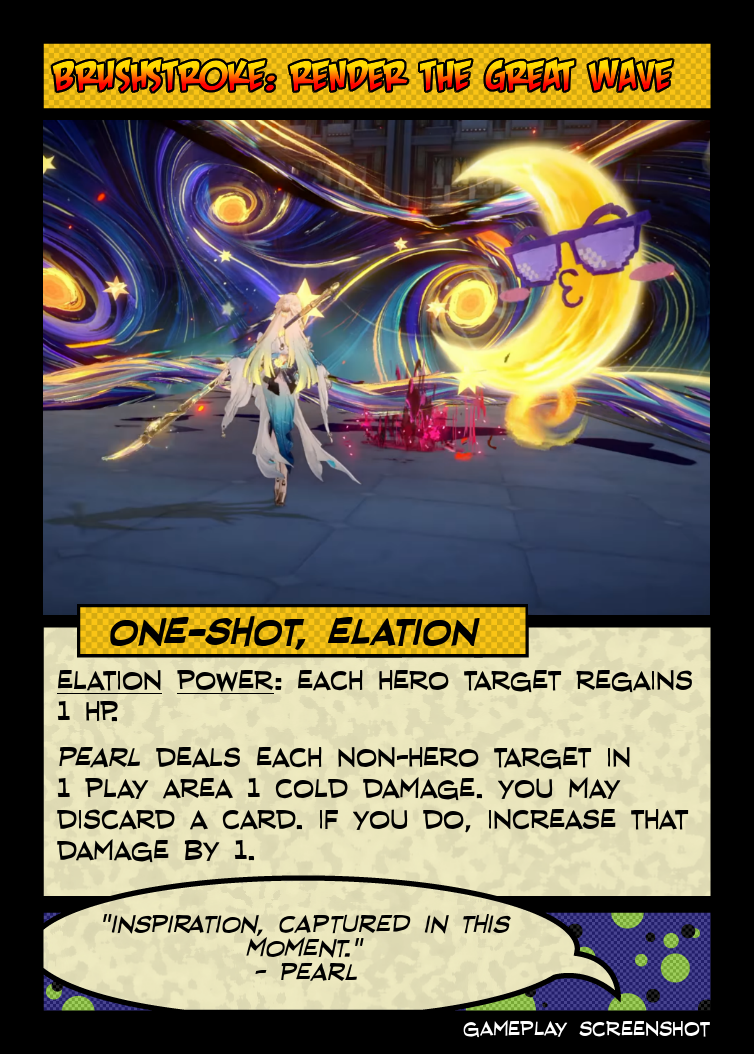 BRUSHSTROKE: RENDER THE GREAT WAVE
ONE-SHOT, ELATION
ELATION POWER: EACH HERO TARGET REGAINS
1 HP.
PEARL DEALS EACH NON-HERO TARGET IN
1 PLAY AREA 1 COLD DAMAGE. YOU MAY
DISCARD A CARD. IF YOU DO, INCREASE THAT
DAMAGE BY 1.
"INSPIRATION, CAPTURED IN THIS
MOMENT."
- PEARL
GAMEPLAY SCREENSHOT